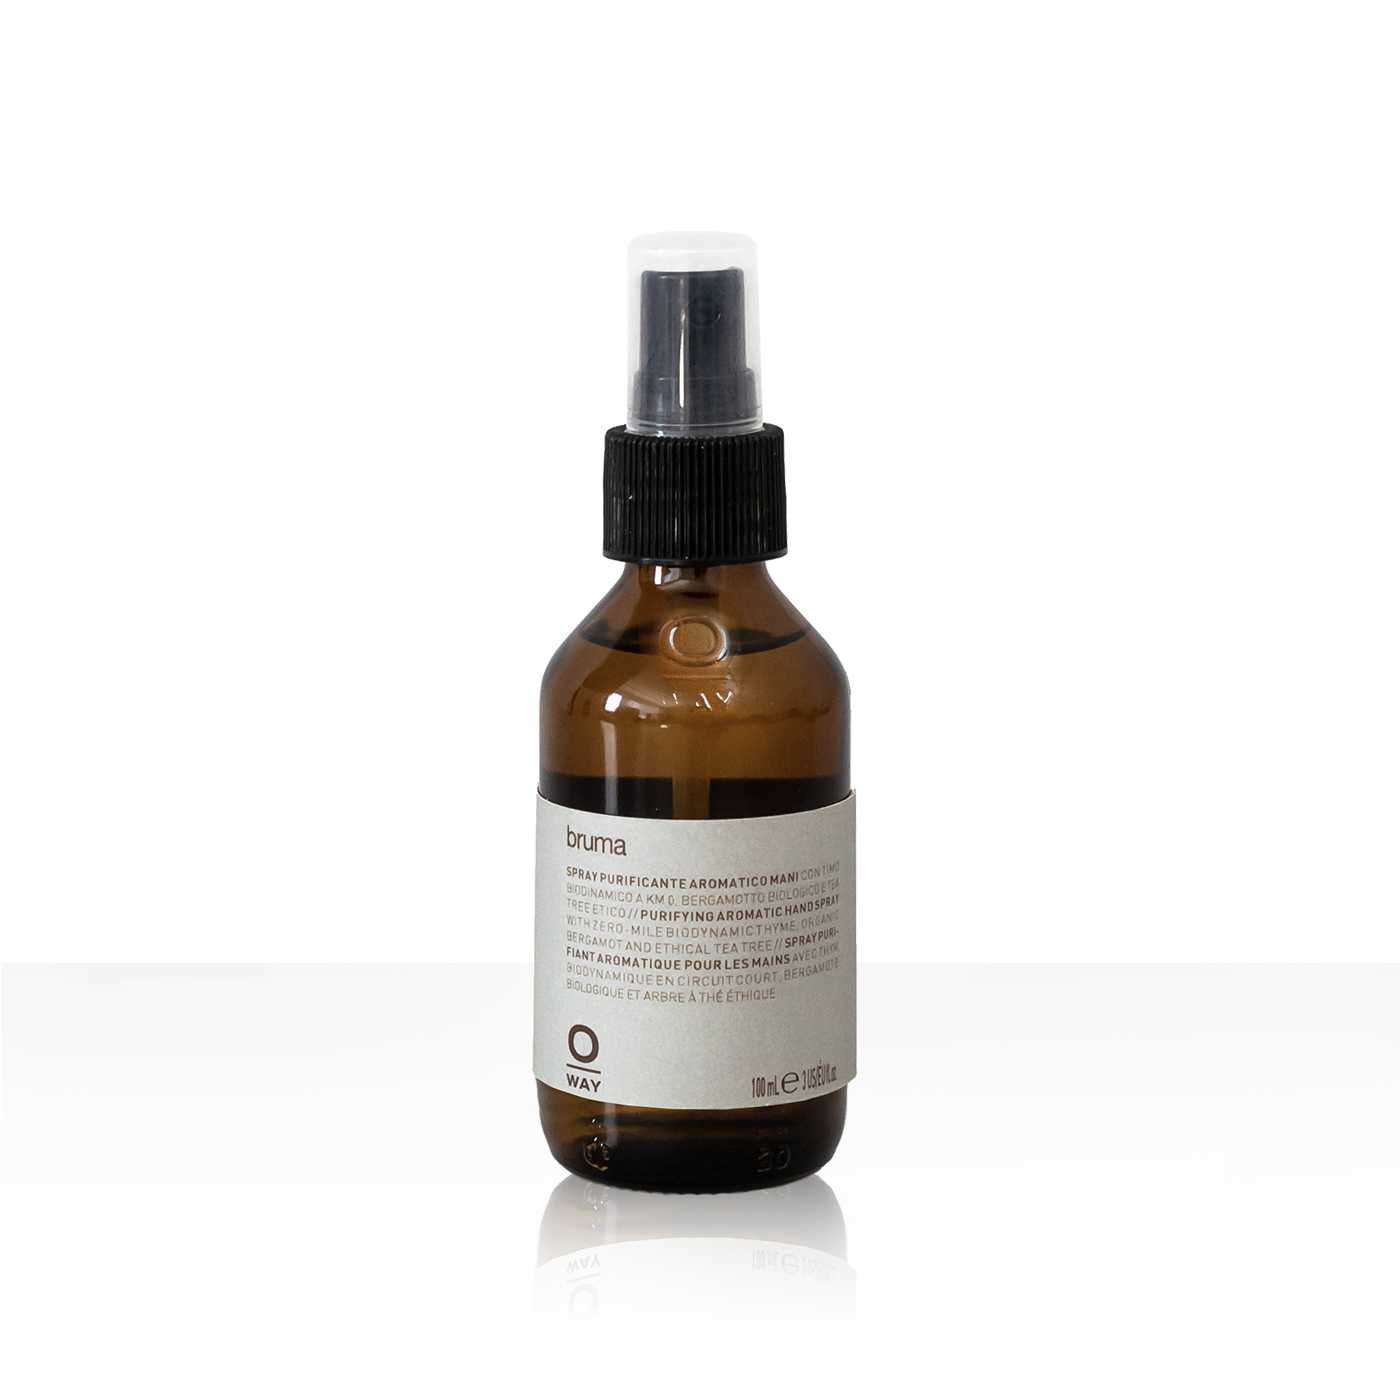 O
WAY
bruma
SPRAY PURIFICANTE AROMATICO MANI CON TIMO
BIODINAMICO A KM 0, BERGAMOTTO BIOLOGICO E TEA
TREE ETICO // PURIFYING AROMATIC HAND SPRAY
WITH ZERO-MILE BIODYNAMIC THYME, ORGANIC
BERGAMOT AND ETHICAL TEA TREE // SPRAY PURI-
FIANT AROMATIQUE POUR LES MAINS AVEC THYM
BIODYNAMIQUE EN CIRCUIT COURT, BERGAMOTE
BIOLOGIQUE ET ARBRE À THÉ ÉTHIQUE
O
WAY
100 mL e 3 US/ÉU fl.oz